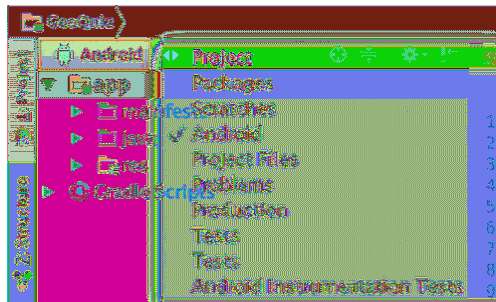 GeoQuiz
Android
Project
app
Packages
manifes
Scratches
java
Android
res
Project Files
Gradle Scripts
Problems
Production
Tests
Tests
Android Instrumentation Tests
1
2
3
4
5
6
7
8
9